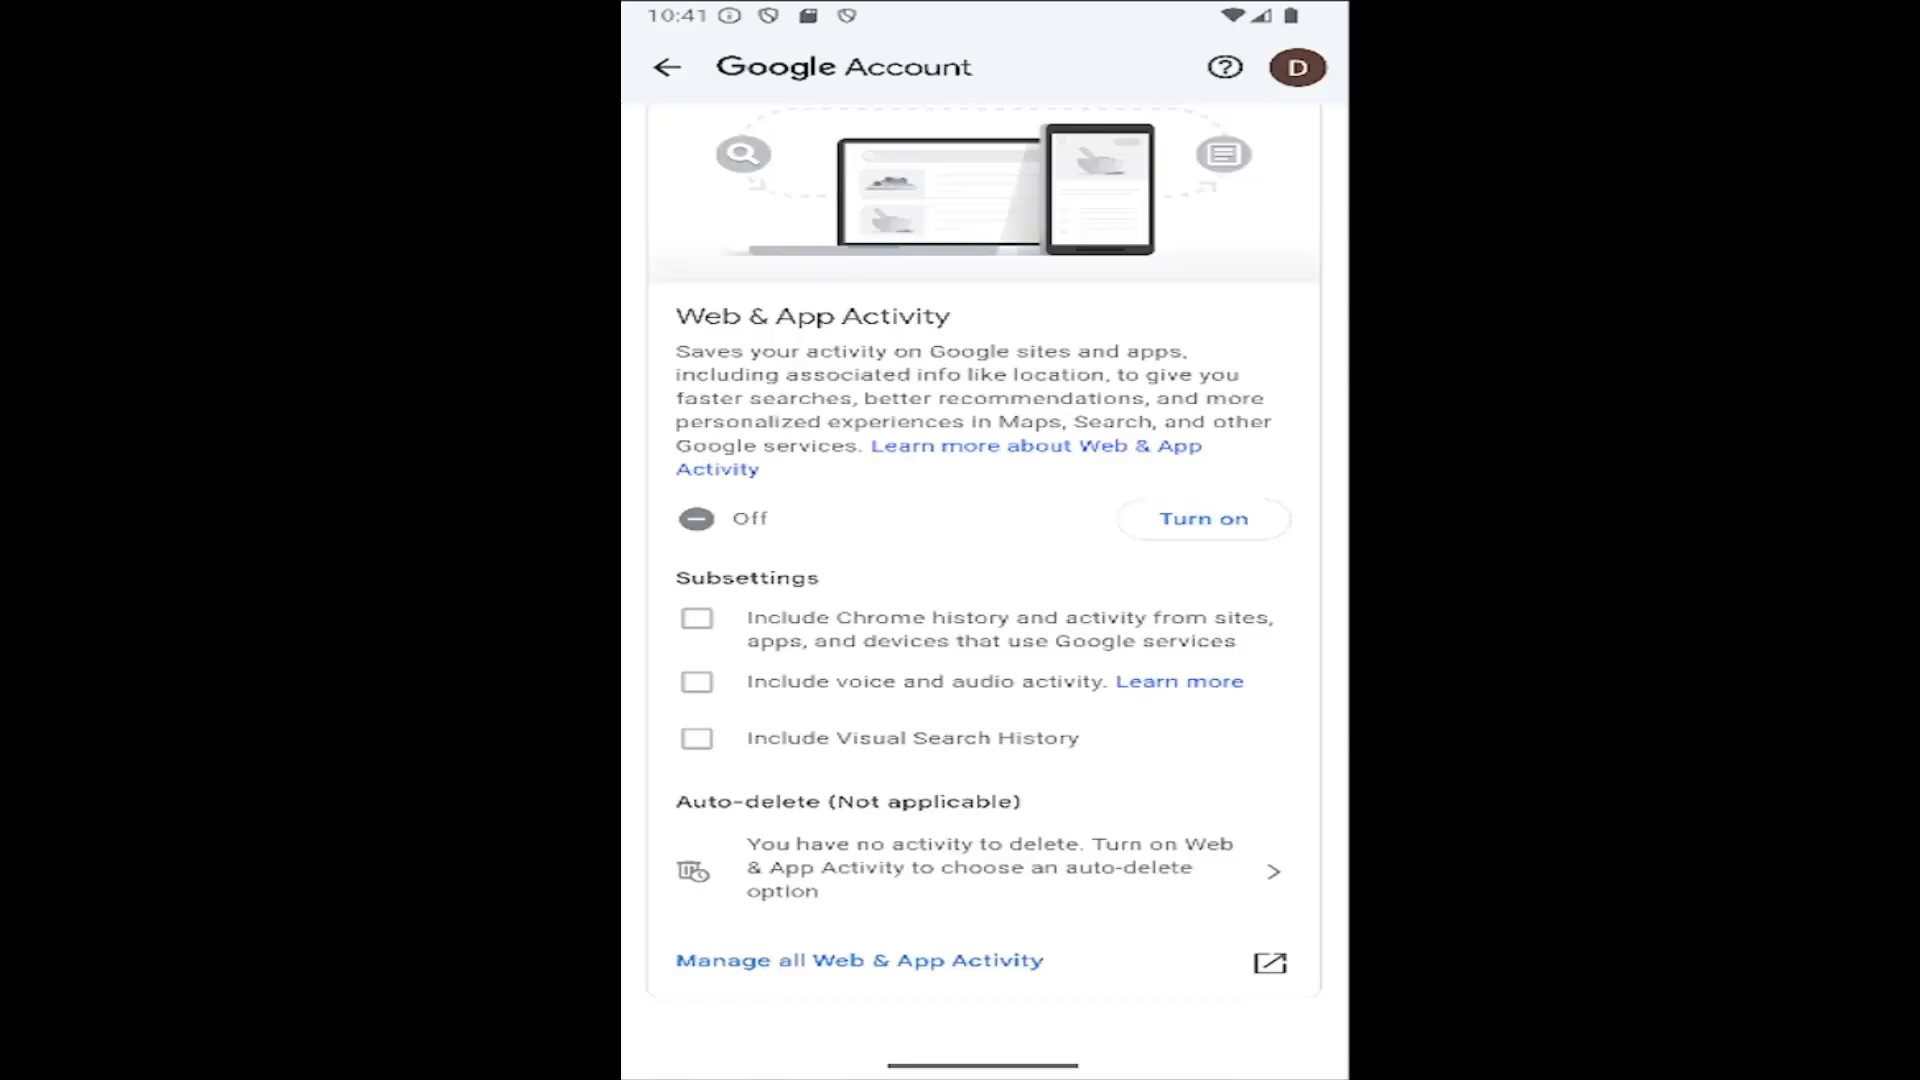 10:41
Google Account
D
Web & App Activity
Saves your activity on Google sites and apps,
including associated info like location, to give you
faster searches, better recommendations, and more
personalized experiences in Maps, Search, and other
Google services. Learn more about Web & App
Activity
Off
Turn on
Subsettings
Include Chrome history and activity from sites,
apps, and devices that use Google services
Include voice and audio activity. Learn more
Include Visual Search History
Auto-delete (Not applicable)
You have no activity to delete. Turn on Web
& App Activity to choose an auto-delete
option
Manage all Web & App Activity